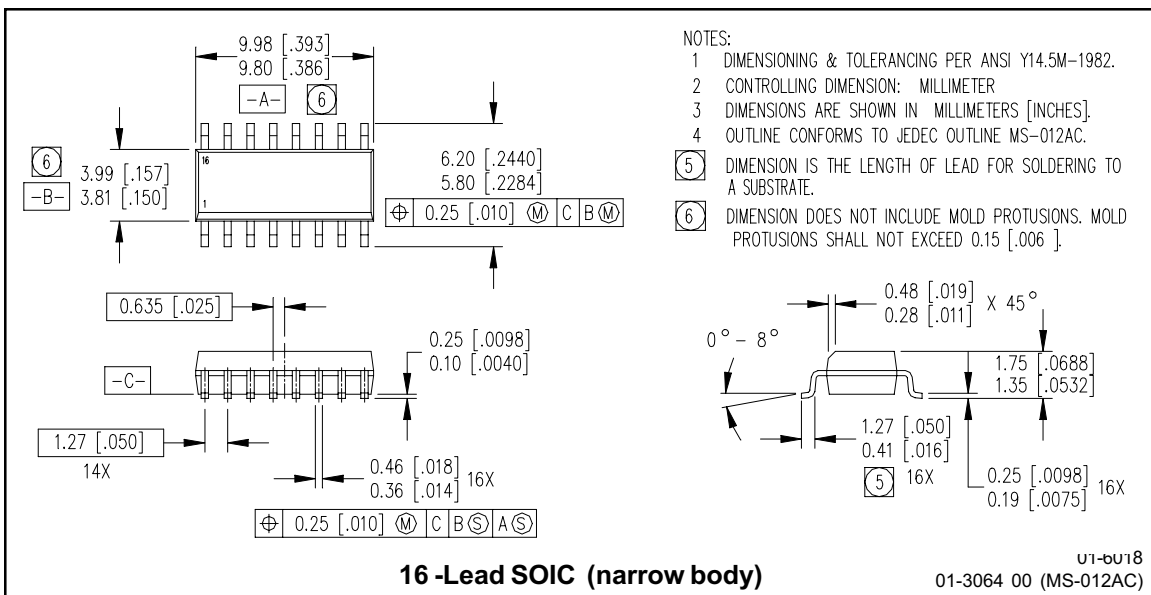 9.98 [.393]
9.80 [.386]
-A- 6
6
3.99 [.157]
-B- 3.81 [.150]
16
1
6.20 [.2440]
5.80 [.2284]
⌖ 0.25 [.010] Ⓜ C B Ⓜ
NOTES:
1 DIMENSIONING & TOLERANCING PER ANSI Y14.5M-1982.
2 CONTROLLING DIMENSION: MILLIMETER
3 DIMENSIONS ARE SHOWN IN MILLIMETERS [INCHES].
4 OUTLINE CONFORMS TO JEDEC OUTLINE MS-012AC.
5 DIMENSION IS THE LENGTH OF LEAD FOR SOLDERING TO
A SUBSTRATE.
6 DIMENSION DOES NOT INCLUDE MOLD PROTUSIONS. MOLD
PROTUSIONS SHALL NOT EXCEED 0.15 [.006 ].
0.635 [.025]
0.25 [.0098]
0.10 [.0040]
-C-
1.27 [.050]
14X
0.46 [.018]
0.36 [.014] 16X
⌖ 0.25 [.010] Ⓜ C B Ⓢ A Ⓢ
0.48 [.019]
0.28 [.011] X 45°
0° - 8°
1.75 [.0688]
1.35 [.0532]
1.27 [.050]
0.41 [.016]
5 16X
0.25 [.0098]
0.19 [.0075] 16X
16 -Lead SOIC (narrow body)
01-6018
01-3064 00 (MS-012AC)